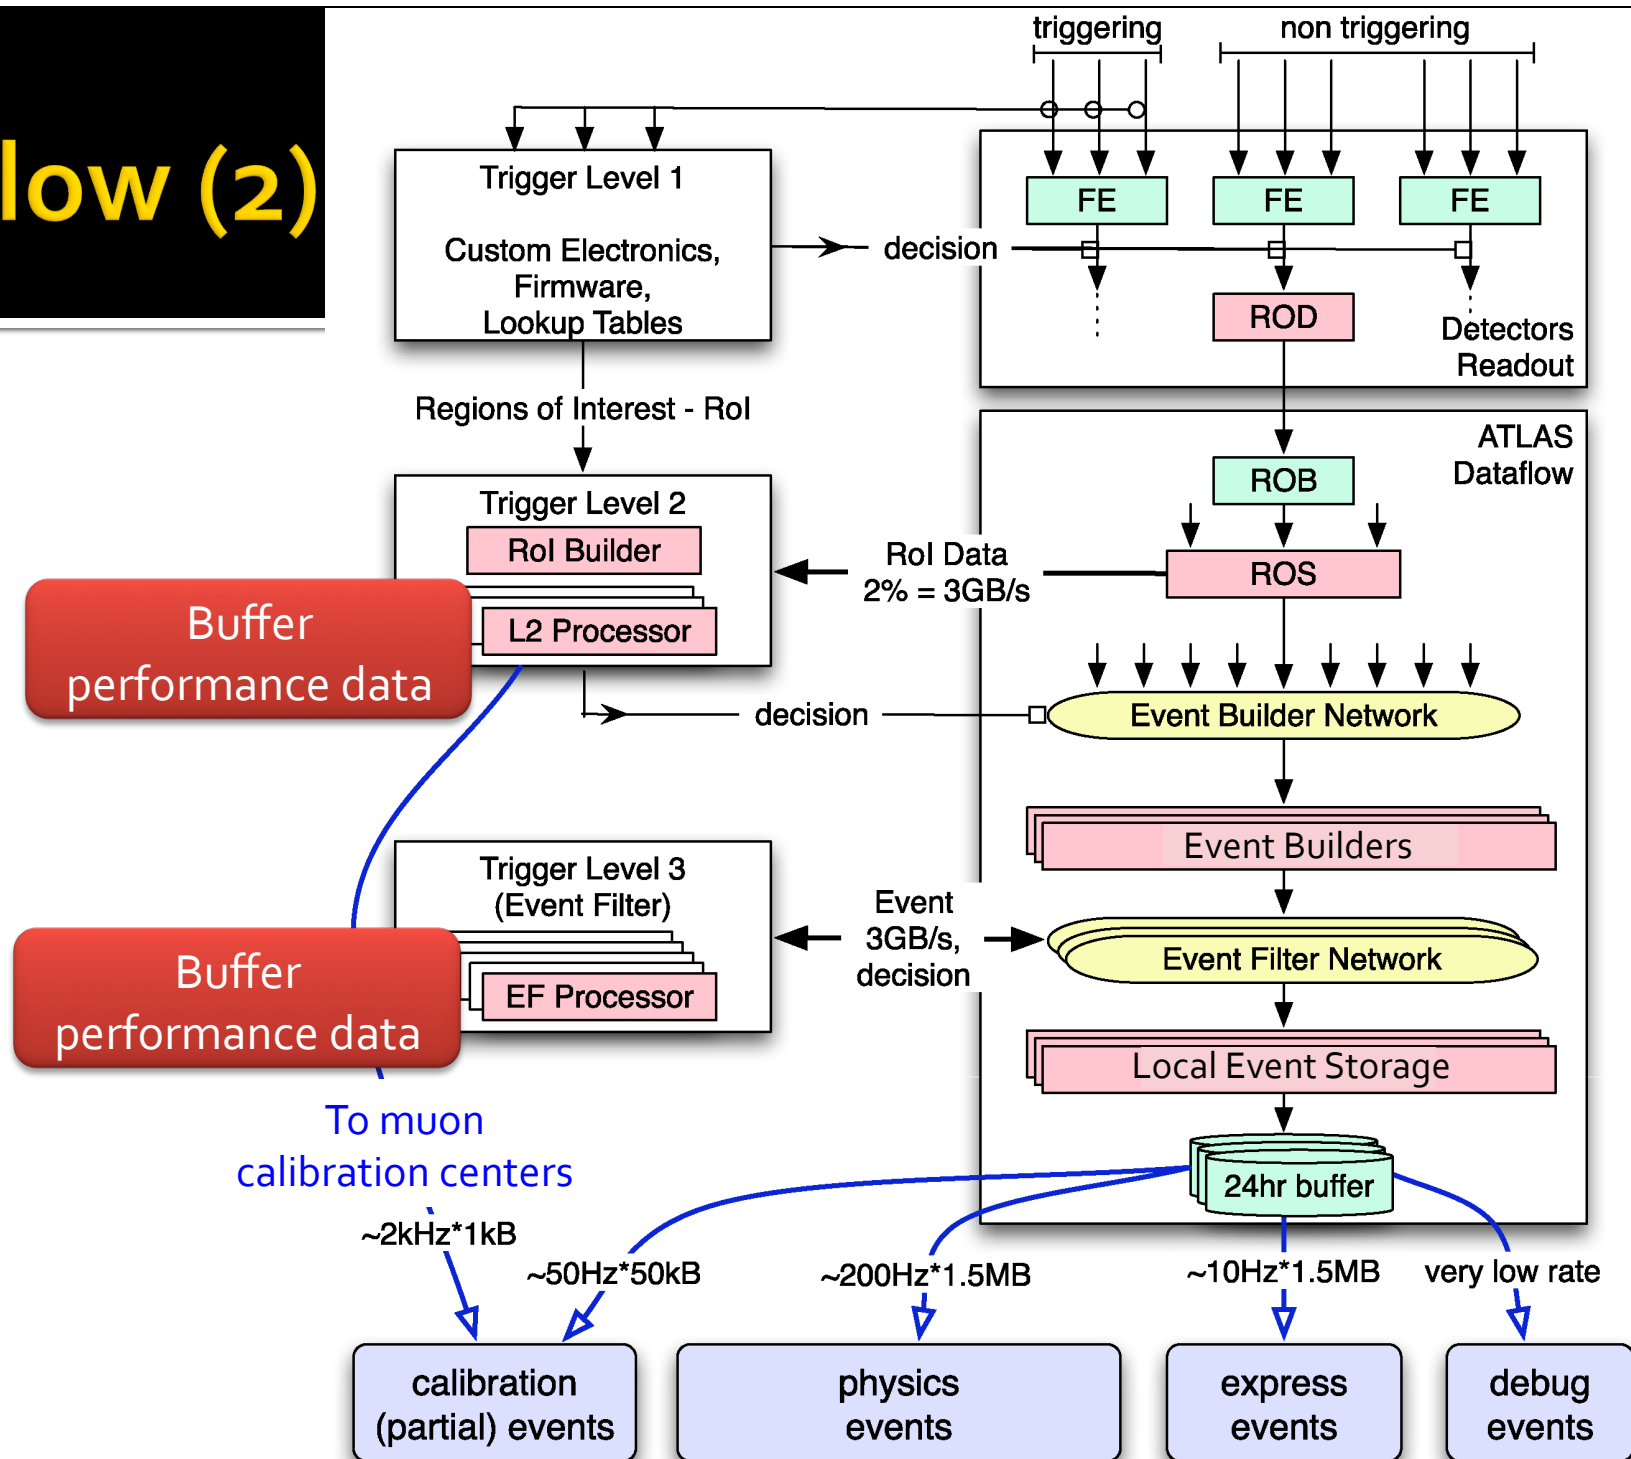 low (2)
triggering
non triggering
Trigger Level 1
Custom Electronics,
Firmware,
Lookup Tables
decision
FE
FE
FE
ROD
Detectors
Readout
Regions of Interest - RoI
ATLAS
Dataflow
ROB
Trigger Level 2
RoI Builder
L2 Processor
RoI Data
2% = 3GB/s
ROS
Buffer
performance data
decision
Event Builder Network
Event Builders
Trigger Level 3
(Event Filter)
EF Processor
Event
3GB/s,
decision
Event Filter Network
Buffer
performance data
Local Event Storage
To muon
calibration centers
24hr buffer
~2kHz*1kB
~50Hz*50kB
~200Hz*1.5MB
~10Hz*1.5MB
very low rate
calibration
(partial) events
physics
events
express
events
debug
events